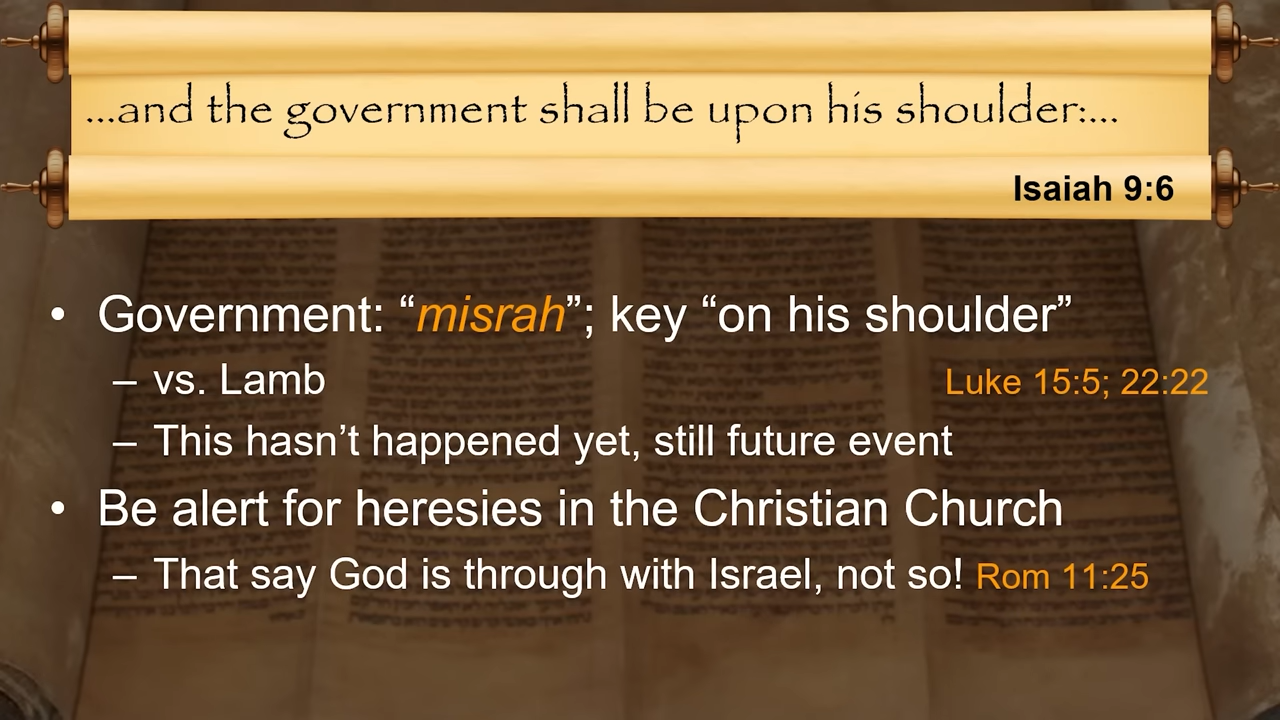 ...and the government shall be upon his shoulder:...
Isaiah 9:6
• Government: “misrah”; key “on his shoulder”
– vs. Lamb Luke 15:5; 22:22
– This hasn’t happened yet, still future event
• Be alert for heresies in the Christian Church
– That say God is through with Israel, not so! Rom 11:25